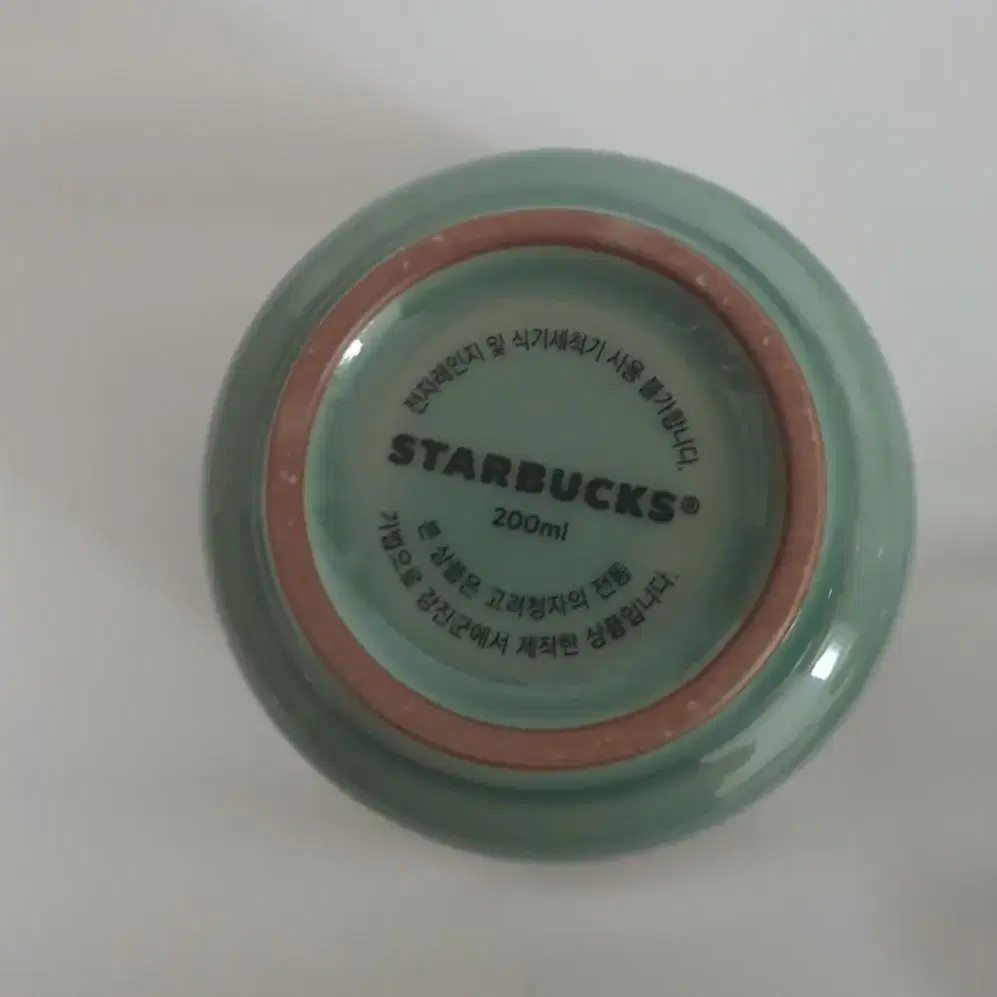 전자레인지 및 식기세척기 사용 불가합니다.
STARBUCKS®
200ml
본 상품은 고려청자의 전통
기법으로 강진군에서 제작한 상품입니다.